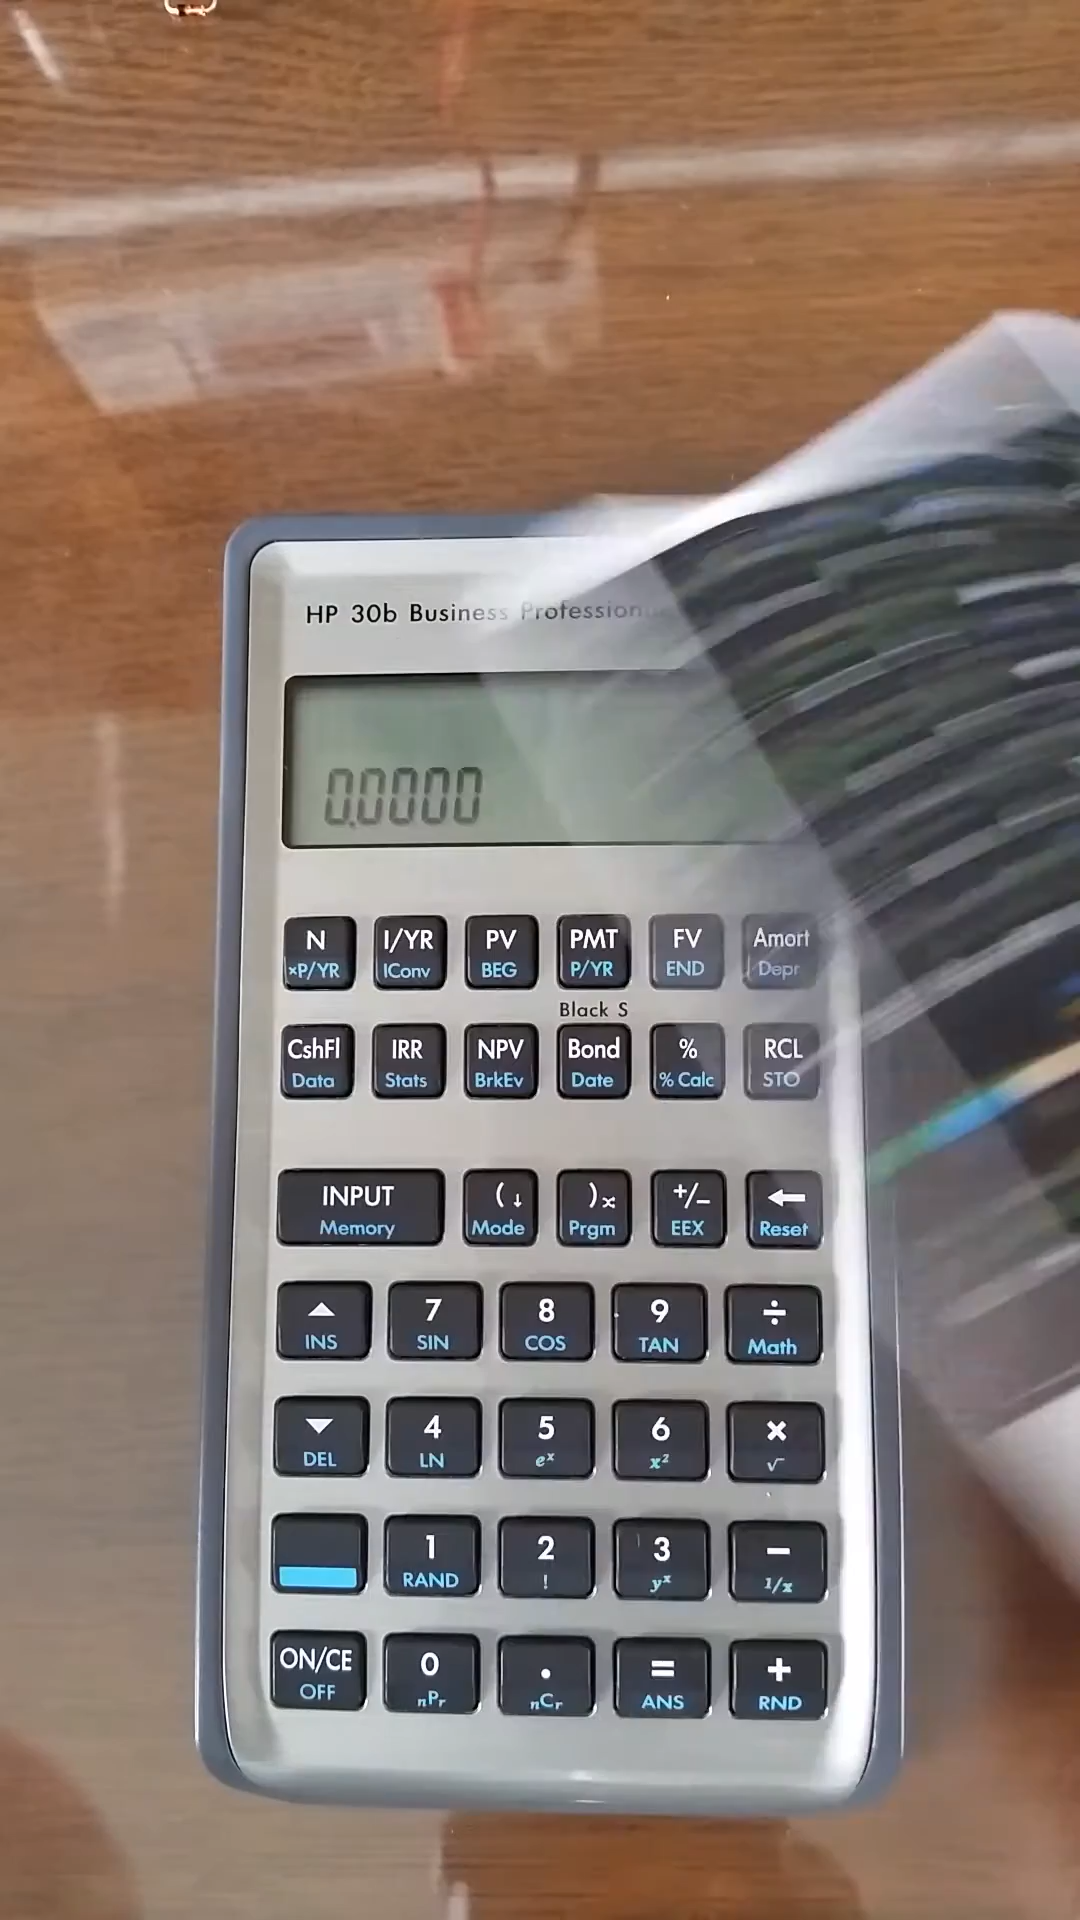 HP 30b Business Profession
0.0000
N I/YR PV PMT FV Amort
×P/YR IConv BEG P/YR END Depr
Black S
CshFl IRR NPV Bond % RCL
Data Stats BrkEv Date % Calc STO
INPUT (↓ )x +/− ←
Memory Mode Prgm EEX Reset
▲ 7 8 9 ÷
INS SIN COS TAN Math
▼ 4 5 6 ×
DEL LN eˣ x² √
1 2 3 −
RAND ! yˣ 1/x
ON/CE 0 . = +
OFF nPr nCr ANS RND